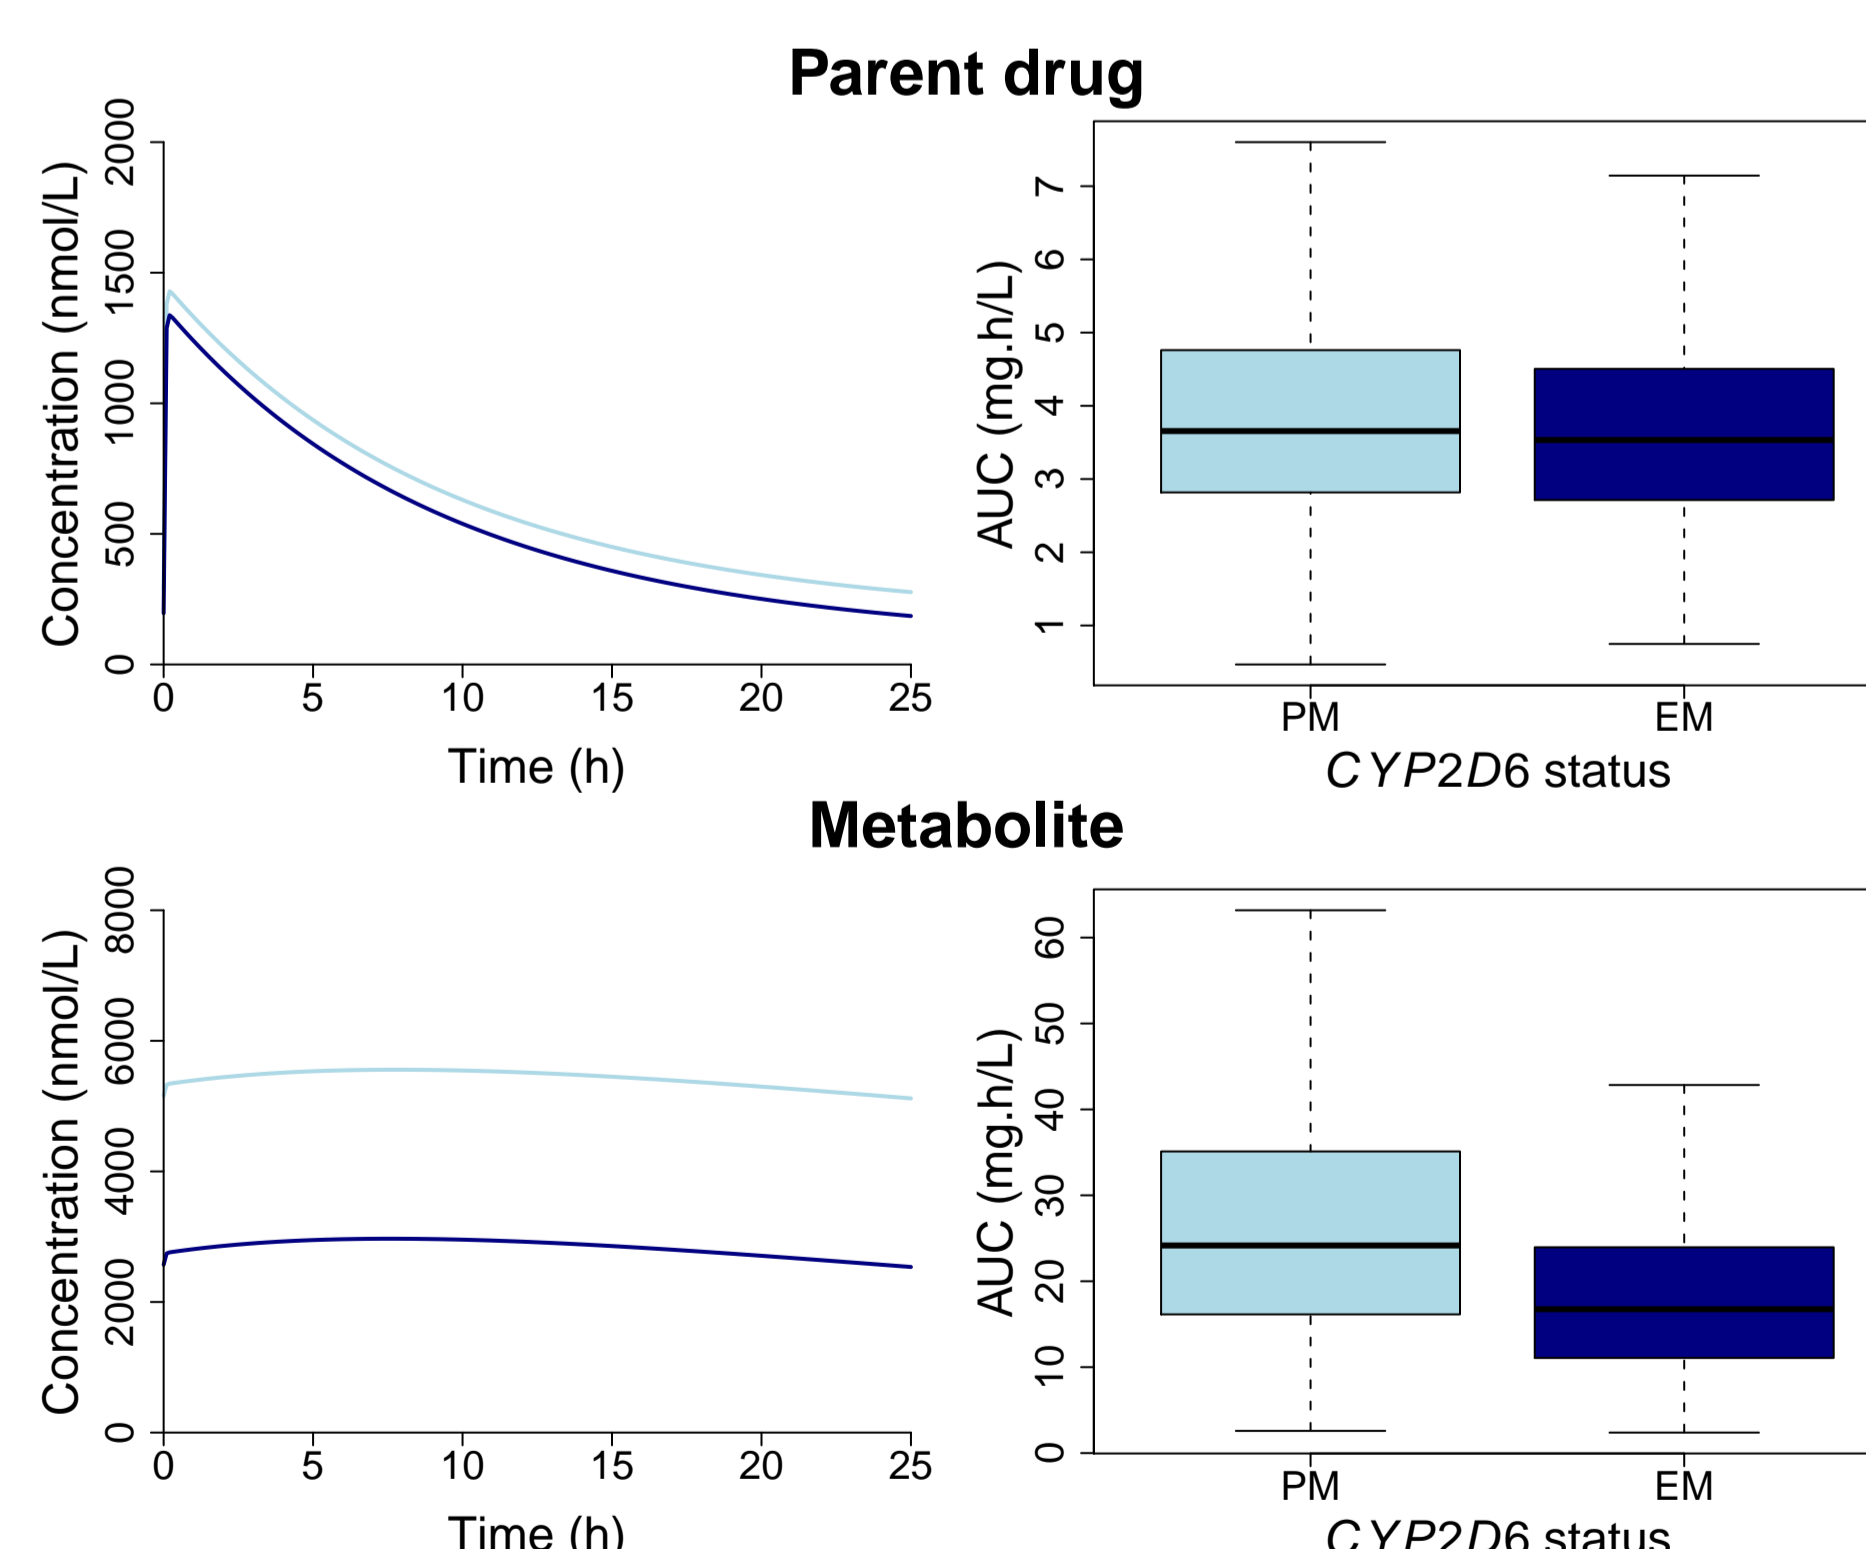 Parent drug
Concentration (nmol/L)
2000
1500
1000
500
0
0 5 10 15 20 25
Time (h)
AUC (mg.h/L)
7
6
5
4
3
2
1
PM EM
CYP2D6 status
Metabolite
Concentration (nmol/L)
8000
6000
4000
2000
0
0 5 10 15 20 25
Time (h)
AUC (mg.h/L)
60
50
40
30
20
10
0
PM EM
CYP2D6 status